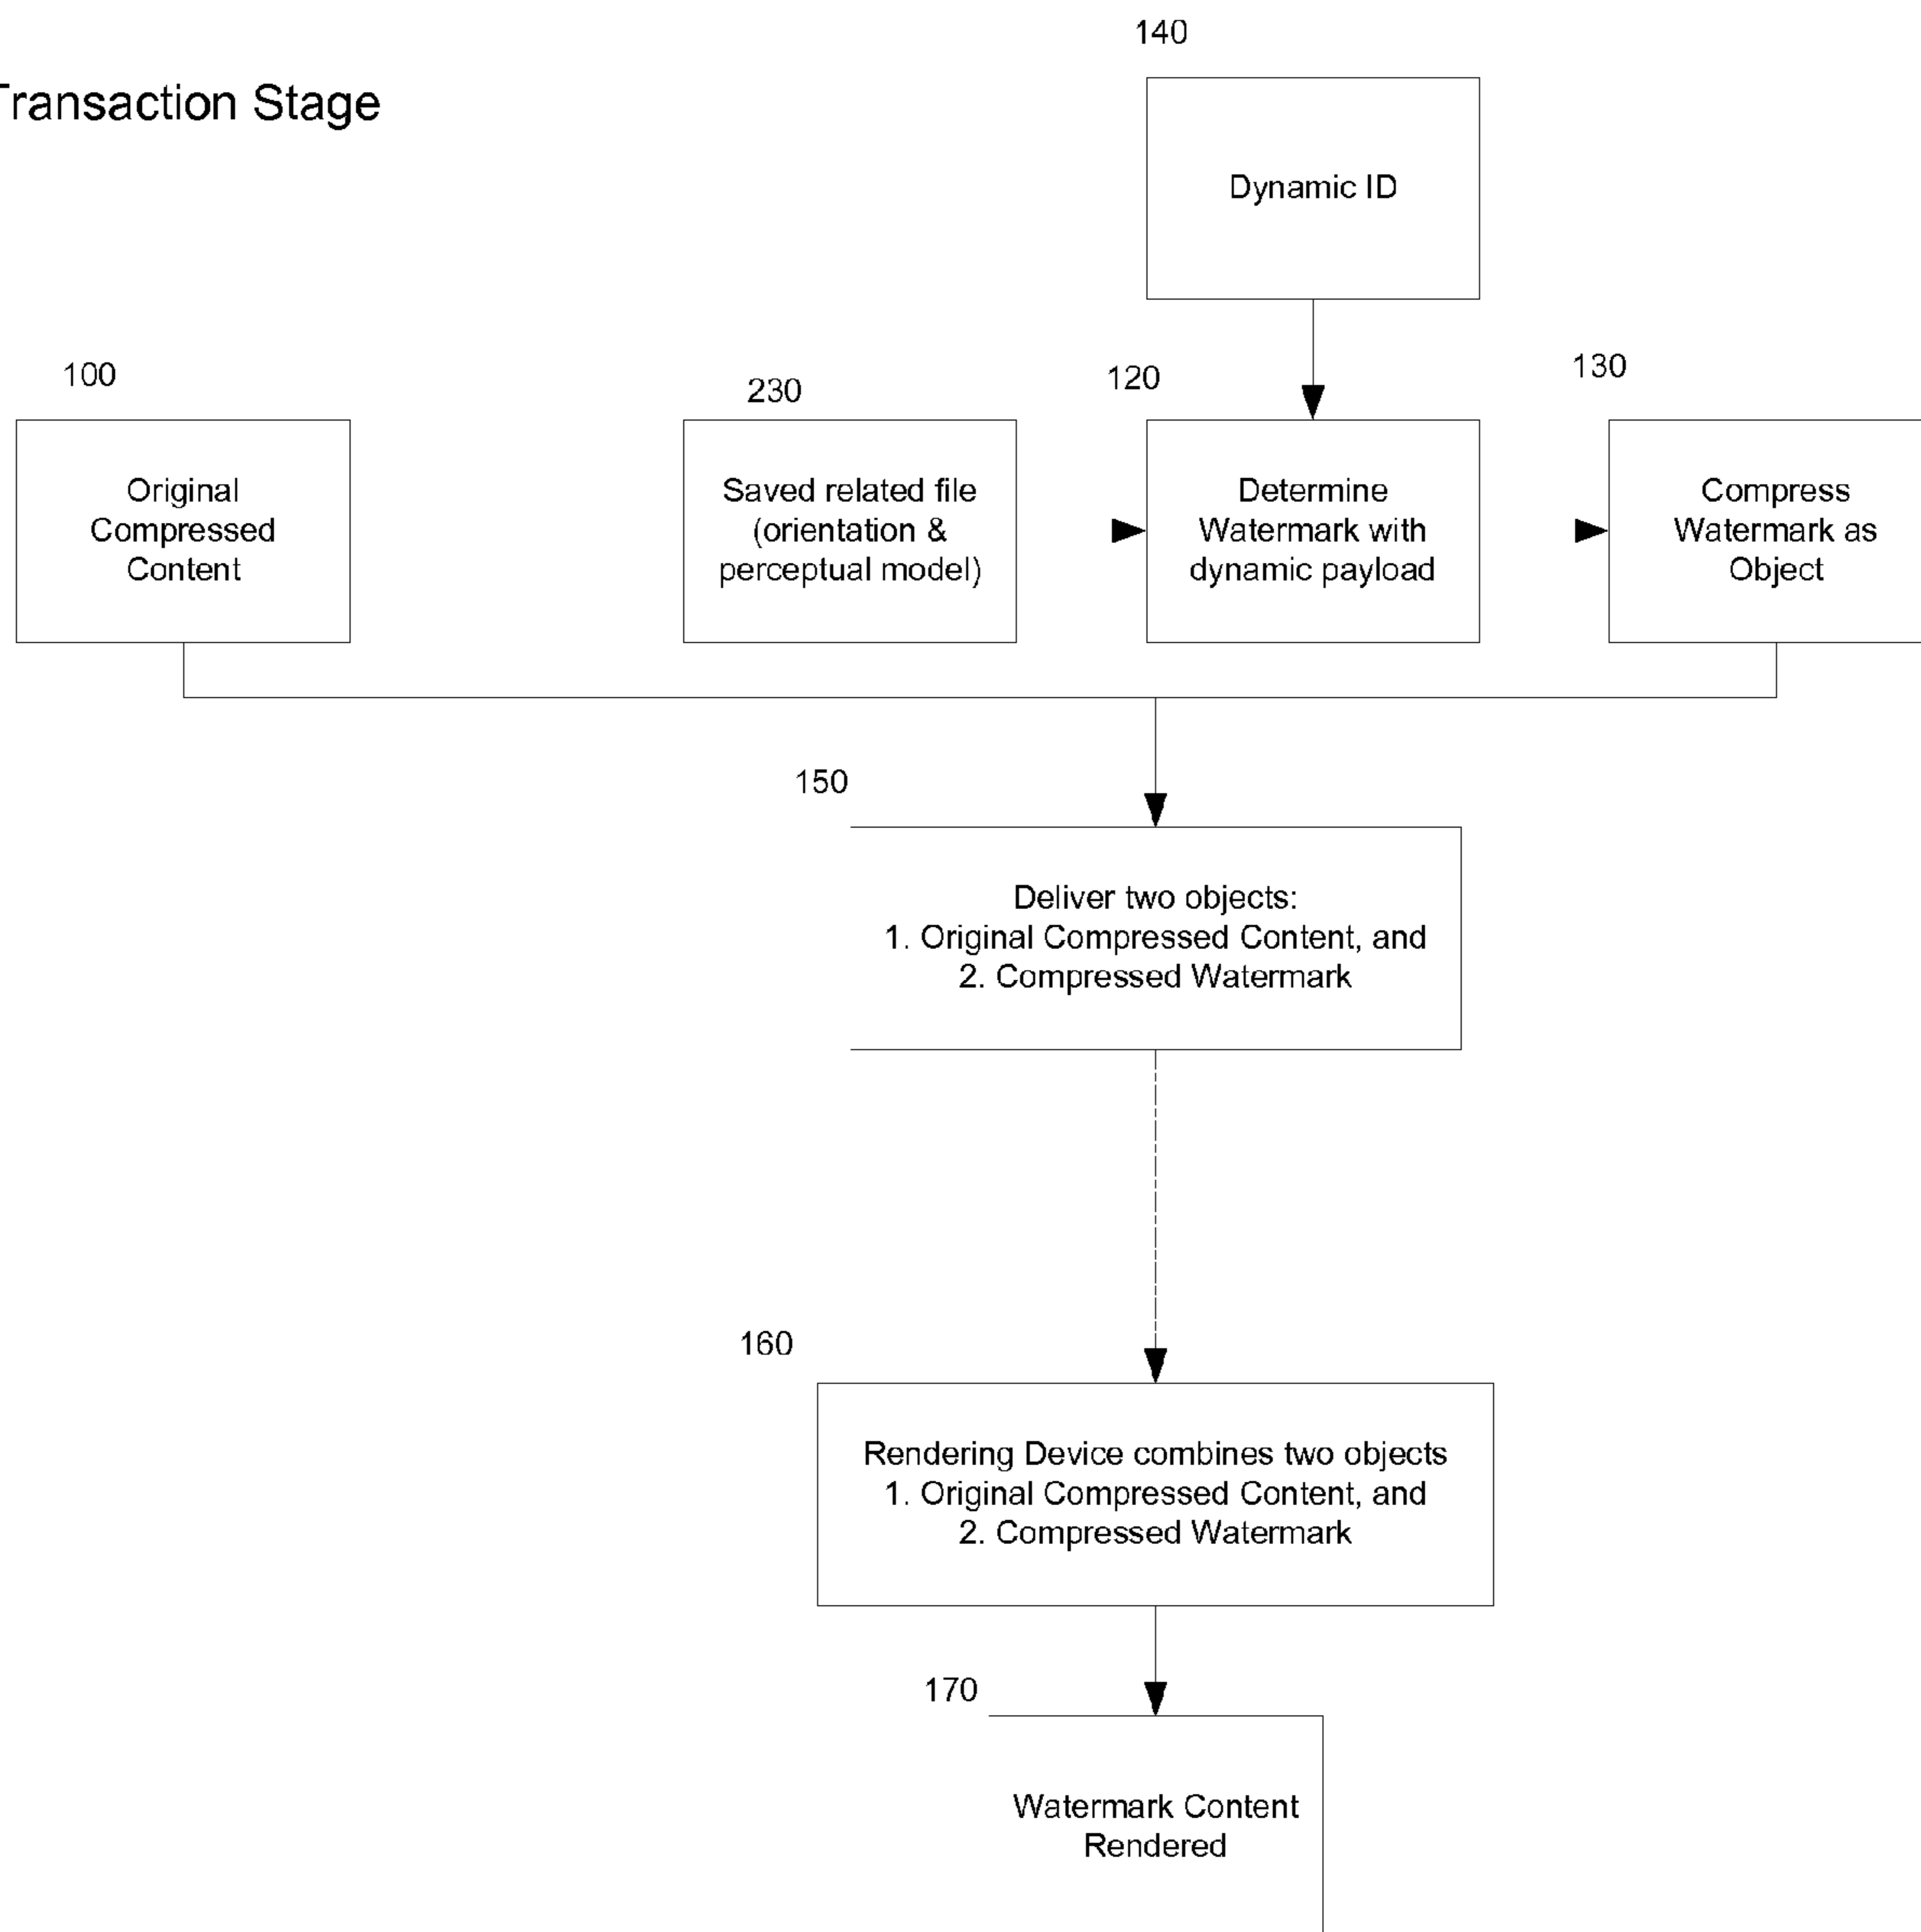 Transaction Stage
140
Dynamic ID
100
230
120
130
Original
Compressed
Content
Saved related file
(orientation &
perceptual model)
Determine
Watermark with
dynamic payload
Compress
Watermark as
Object
150
Deliver two objects:
1. Original Compressed Content, and
2. Compressed Watermark
160
Rendering Device combines two objects
1. Original Compressed Content, and
2. Compressed Watermark
170
Watermark Content
Rendered